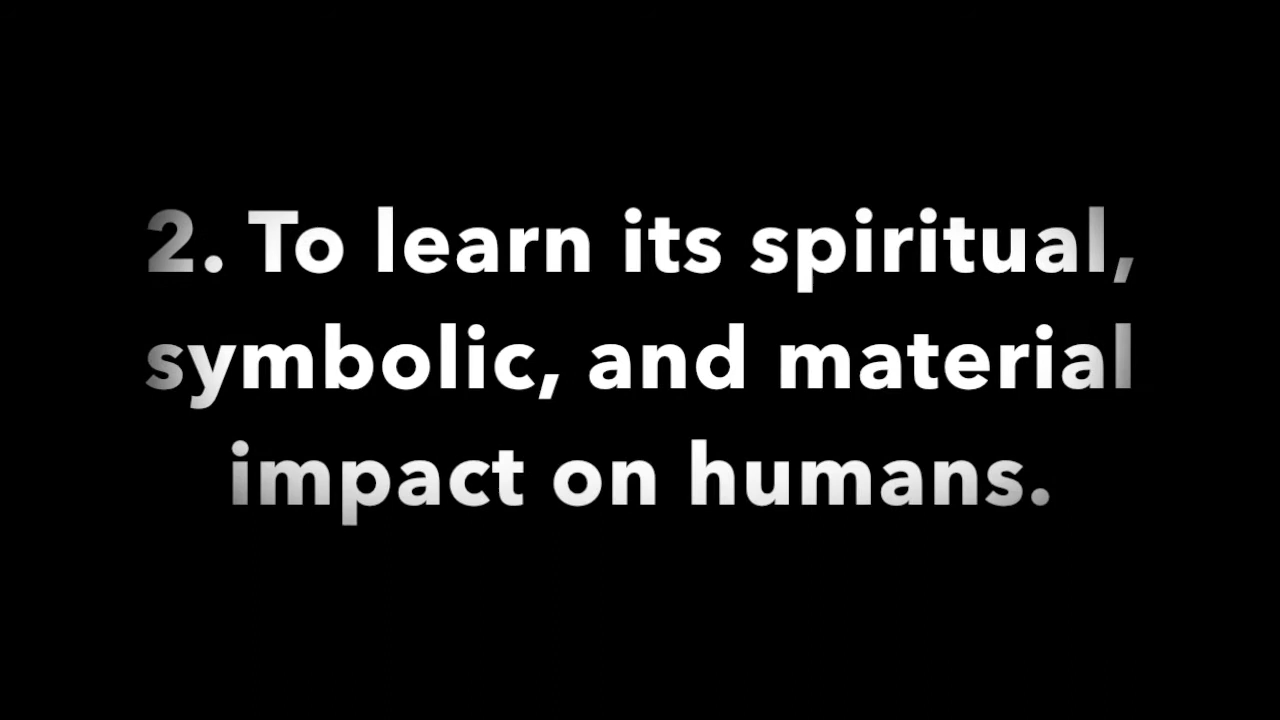 2. To learn its spiritual,
symbolic, and material
impact on humans.